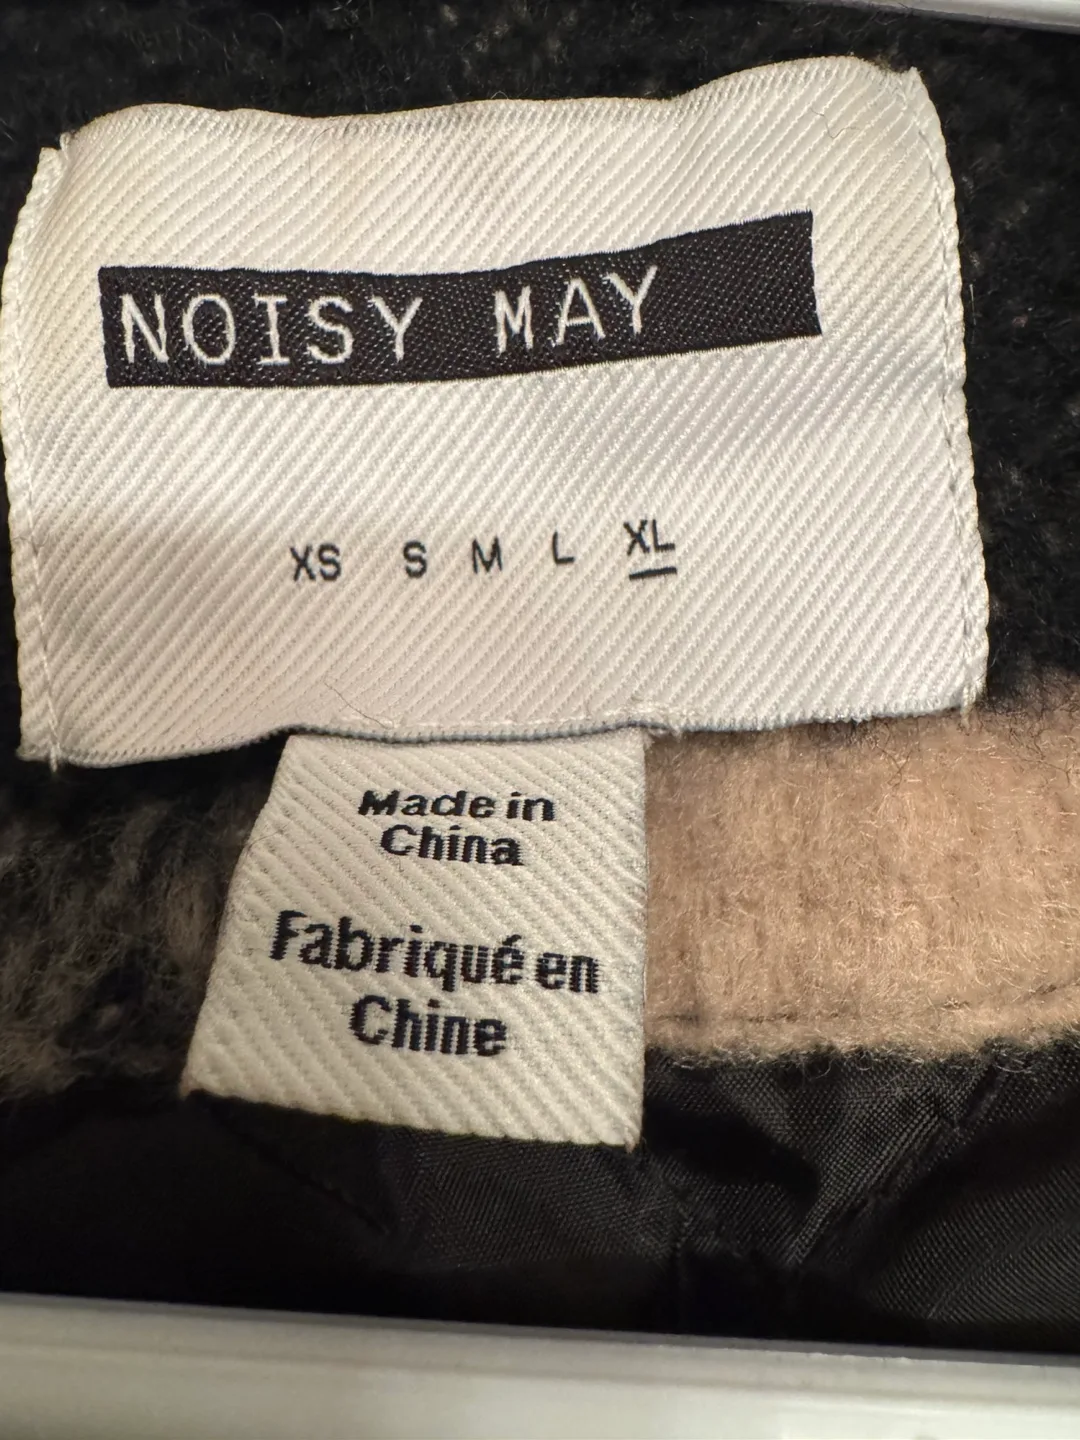 NOISY MAY
XS S M L XL
Made in
China
Fabriqué en
Chine